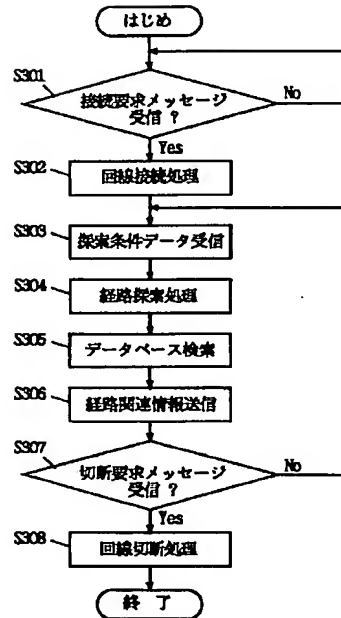 はじめ
S301
接続要求メッセージ
受信 ?
No
Yes
S302
回線接続処理
S303
探索条件データ受信
S304
経路探索処理
S305
データベース検索
S306
経路関連情報送信
S307
切断要求メッセージ
受信 ?
No
Yes
S308
回線切断処理
終 了